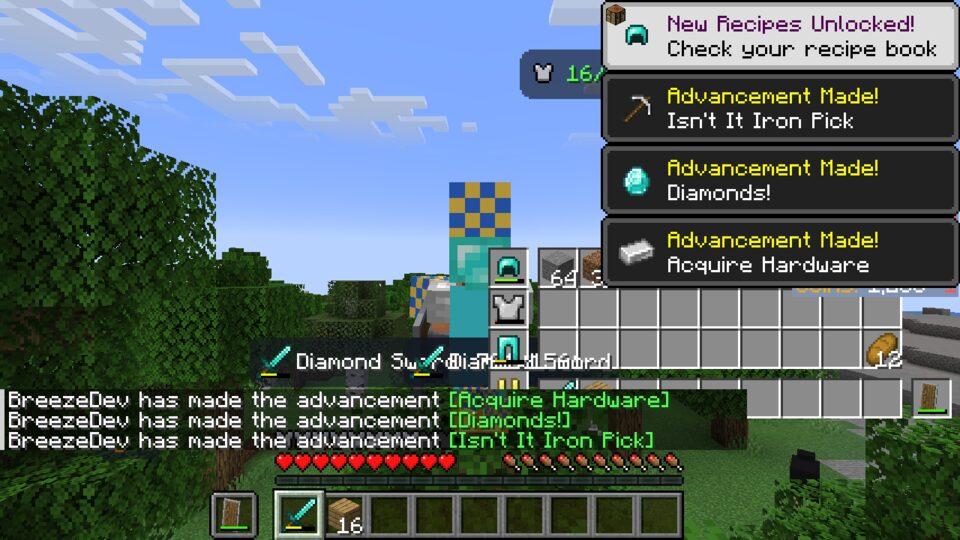 New Recipes Unlocked!
Check your recipe book
16/
Advancement Made!
Isn't It Iron Pick
Advancement Made!
Diamonds!
Advancement Made!
Acquire Hardware
64
12
Diamond
BreezeDev has made the advancement [Acquire Hardware]
BreezeDev has made the advancement [Diamonds!]
BreezeDev has made the advancement [Isn't It Iron Pick]
16